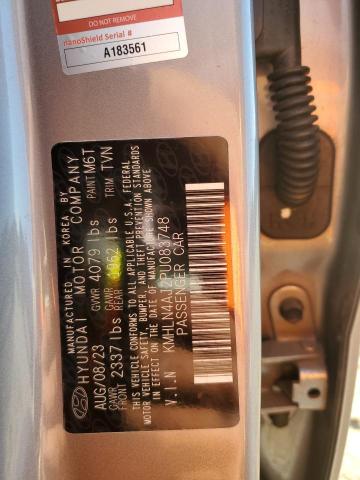 DO NOT REMOVE
nanoShield Serial #
A183561
MANUFACTURED IN KOREA BY
HYUNDAI MOTOR COMPANY
AUG/08/23 GVWR 4079 lbs PAINT M6T
GAWR FRONT 2337 lbs GAWR REAR lbs TRIM TVN
THIS VEHICLE CONFORMS TO ALL APPLICABLE U.S.A. FEDERAL
MOTOR VEHICLE SAFETY, BUMPER, AND THEFT PREVENTION STANDARDS
IN EFFECT ON THE DATE OF MANUFACTURE SHOWN ABOVE
V.I.N
PASSENGER CAR